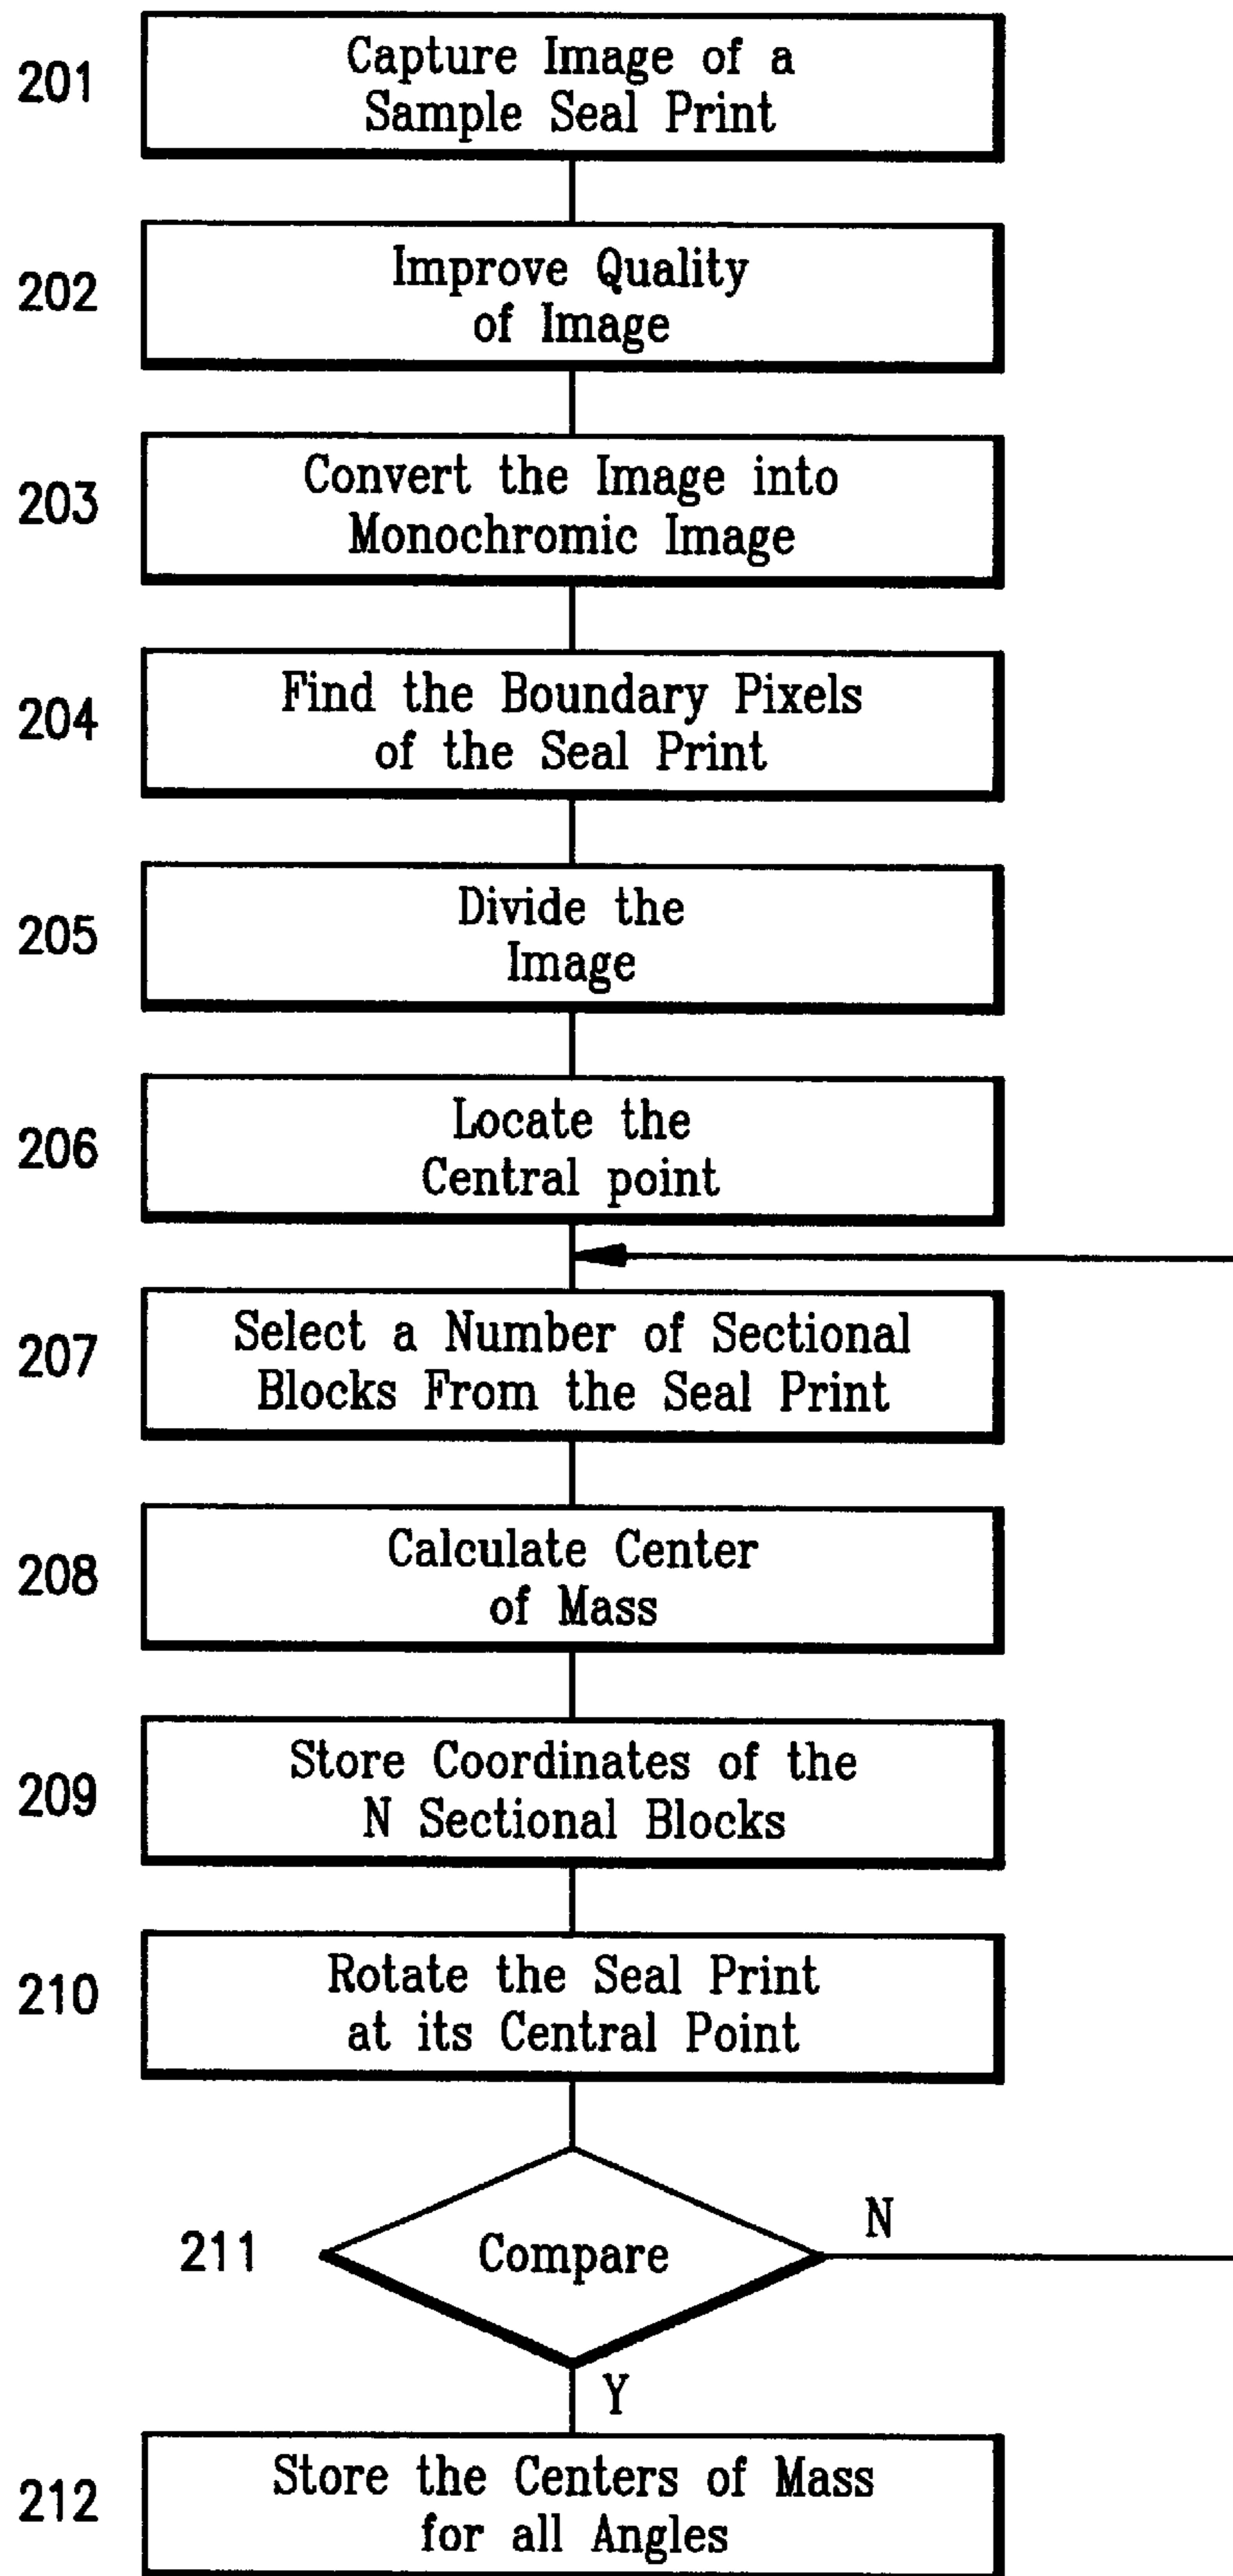 201
Capture Image of a
Sample Seal Print
202
Improve Quality
of Image
203
Convert the Image into
Monochromic Image
204
Find the Boundary Pixels
of the Seal Print
205
Divide the
Image
206
Locate the
Central point
207
Select a Number of Sectional
Blocks From the Seal Print
208
Calculate Center
of Mass
209
Store Coordinates of the
N Sectional Blocks
210
Rotate the Seal Print
at its Central Point
211
Compare
N
Y
212
Store the Centers of Mass
for all Angles